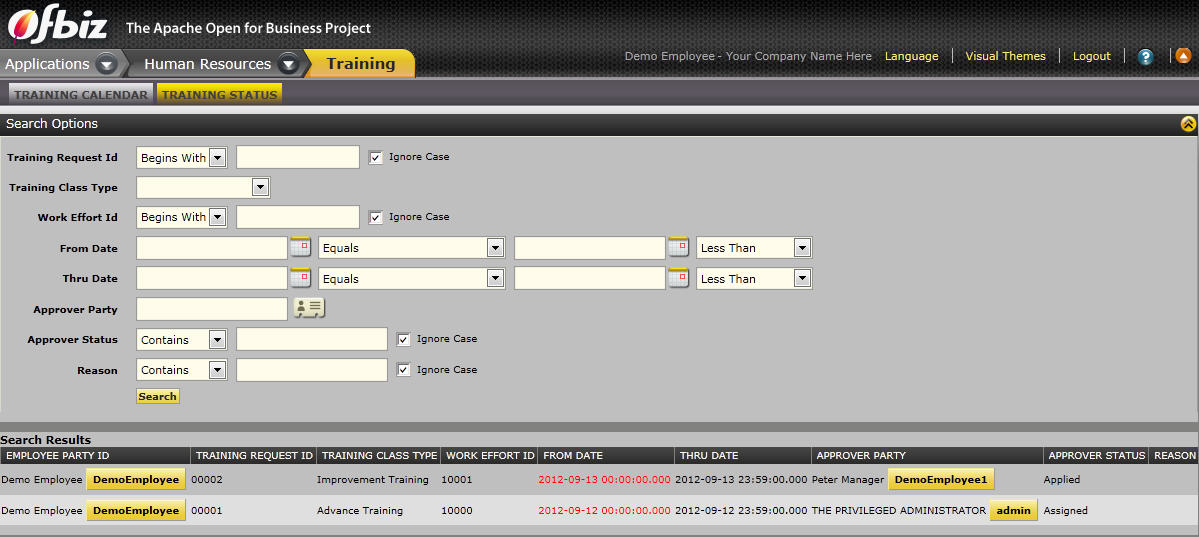 Ofbiz The Apache Open for Business Project
Applications Human Resources Training Demo Employee - Your Company Name Here Language Visual Themes Logout ?
TRAINING CALENDAR TRAINING STATUS
Search Options
Training Request Id Begins With Ignore Case
Training Class Type
Work Effort Id Begins With Ignore Case
From Date Equals Less Than
Thru Date Equals Less Than
Approver Party
Approver Status Contains Ignore Case
Reason Contains Ignore Case
Search
Search Results
EMPLOYEE PARTY ID TRAINING REQUEST ID TRAINING CLASS TYPE WORK EFFORT ID FROM DATE THRU DATE APPROVER PARTY APPROVER STATUS REASON
Demo Employee DemoEmployee 00002 Improvement Training 10001 2012-09-13 00:00:00.000 2012-09-13 23:59:00.000 Peter Manager DemoEmployee1 Applied
Demo Employee DemoEmployee 00001 Advance Training 10000 2012-09-12 00:00:00.000 2012-09-12 23:59:00.000 THE PRIVILEGED ADMINISTRATOR admin Assigned